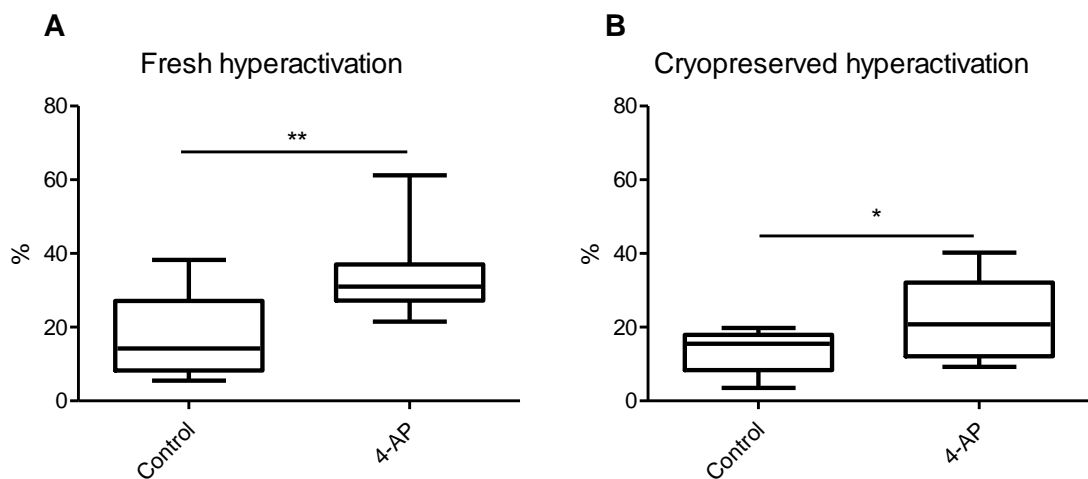 A
Fresh hyperactivation
80
60
40
20
0
%
**
Control
4-AP
B
Cryopreserved hyperactivation
80
60
40
20
0
%
*
Control
4-AP